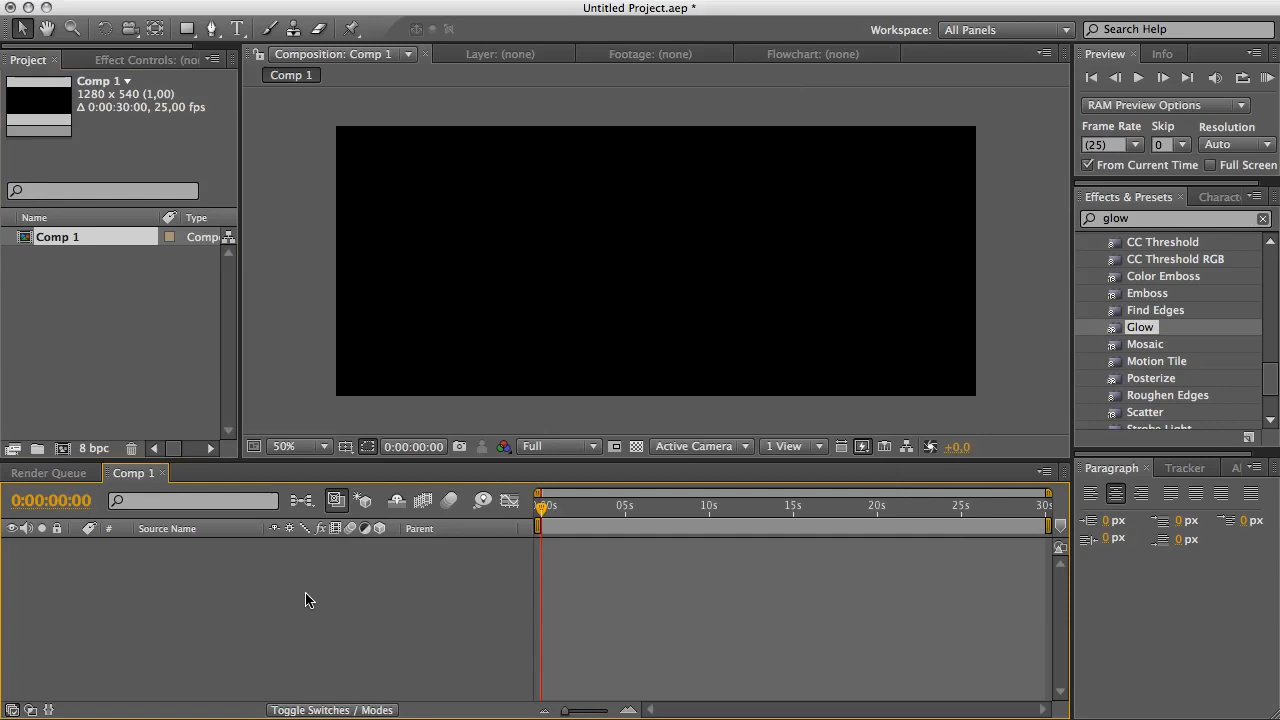 Untitled Project.aep *
Workspace: All Panels
Search Help
Project
Effect Controls: (no
Comp 1
1280 x 540 (1,00)
Δ 0:00:30:00, 25,00 fps
Name
Type
Comp 1
Comp
8 bpc
Composition: Comp 1
Layer: (none)
Footage: (none)
Flowchart: (none)
Comp 1
50%
0:00:00:00
Full
Active Camera
1 View
+0,0
Preview
Info
RAM Preview Options
Frame Rate
Skip
Resolution
(25)
0
Auto
From Current Time
Full Screen
Effects & Presets
Charact
glow
CC Threshold
CC Threshold RGB
Color Emboss
Emboss
Find Edges
Glow
Mosaic
Motion Tile
Posterize
Roughen Edges
Scatter
Strobe Light
Paragraph
Tracker
Al
0 px
0 px
0 px
0 px
0 px
Render Queue
Comp 1
0:00:00:00
#
Source Name
fx
Parent
00s
05s
10s
15s
20s
25s
30s
Toggle Switches / Modes